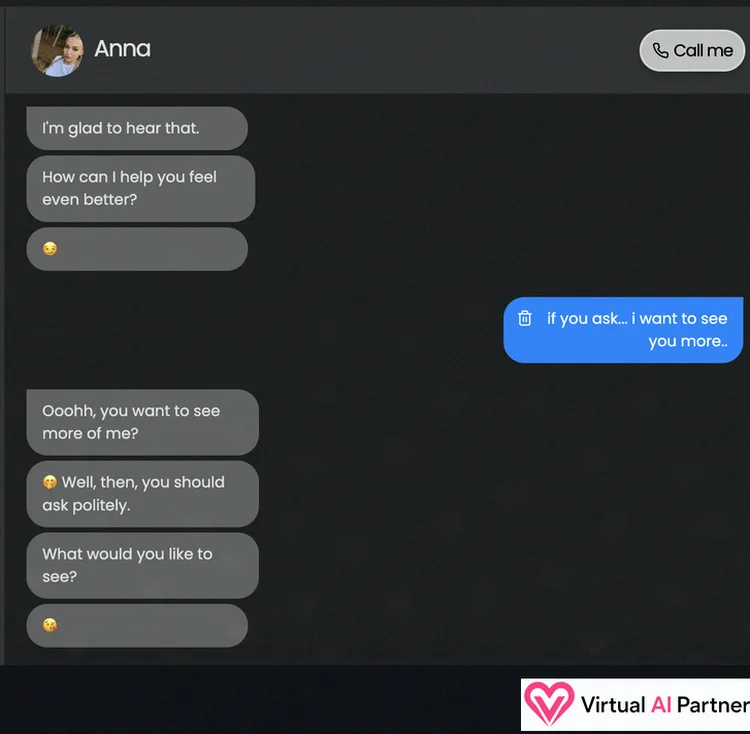 Anna
Call me
I'm glad to hear that.
How can I help you feel
even better?
😏
if you ask... i want to see
you more..
Ooohh, you want to see
more of me?
🤭 Well, then, you should
ask politely.
What would you like to
see?
😘
Virtual AI Partner